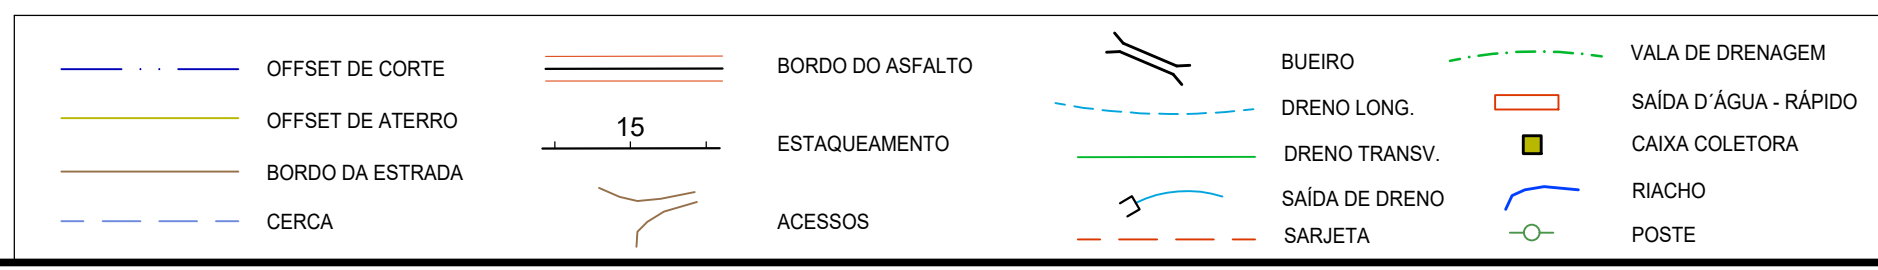 OFFSET DE CORTE
OFFSET DE ATERRO
BORDO DA ESTRADA
CERCA
BORDO DO ASFALTO
15
ESTAQUEAMENTO
ACESSOS
BUEIRO
DRENO LONG.
DRENO TRANSV.
SAÍDA DE DRENO
SARJETA
VALA DE DRENAGEM
SAÍDA D´ÁGUA - RÁPIDO
CAIXA COLETORA
RIACHO
POSTE